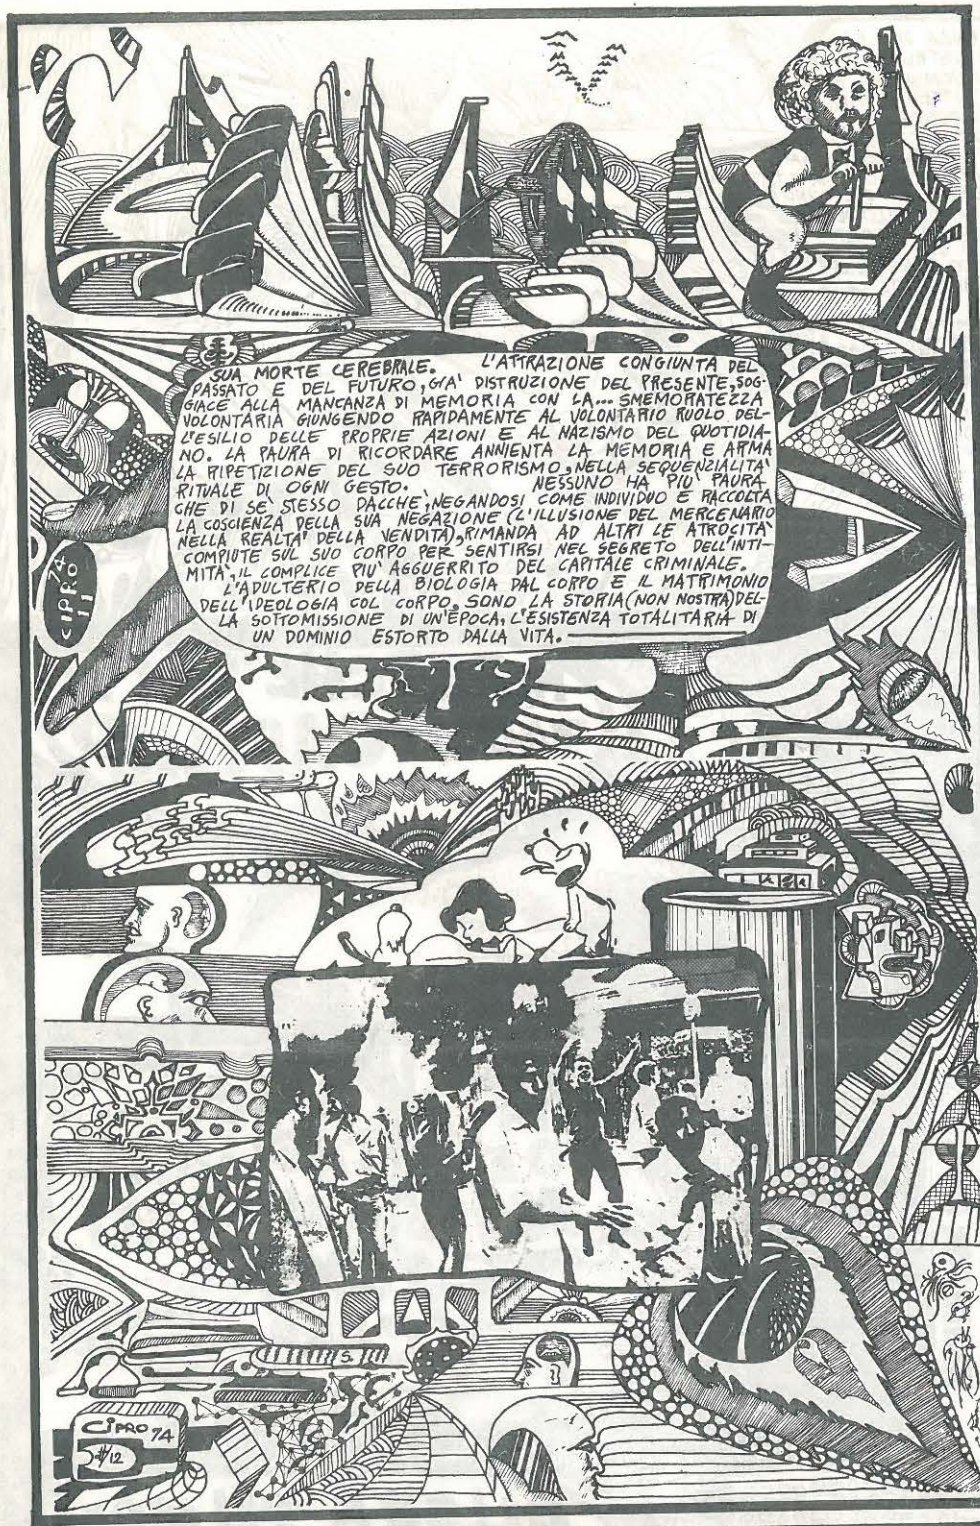 SUA MORTE CEREBRALE. L'ATTRAZIONE CONGIUNTA DEL
PASSATO E DEL FUTURO, GIA' DISTRUZIONE DEL PRESENTE, SOG-
GIACE ALLA MANCANZA DI MEMORIA CON LA... SMEMORATEZZA
VOLONTARIA GIUNGENDO RAPIDAMENTE AL VOLONTARIO RUOLO DEL-
L'ESILIO DELLE PROPRIE AZIONI E AL NAZISMO DEL QUOTIDIA-
NO. LA PAURA DI RICORDARE ANNIENTA LA MEMORIA E ARMA
LA RIPETIZIONE DEL SUO TERRORISMO, NELLA SEQUENZIALITA'
RITUALE DI OGNI GESTO. NESSUNO HA PIU' PAURA
CHE DI SE' STESSO DACCHE', NEGANDOSI COME INDIVIDUO E RACCOLTA
LA COSCIENZA DELLA SUA NEGAZIONE (L'ILLUSIONE DEL MERCENARIO
NELLA REALTA' DELLA VENDITA), RIMANDA AD ALTRI LE ATROCITA'
COMPIUTE SUL SUO CORPO PER SENTIRSI NEL SEGRETO DELL'INTI-
MITA', IL COMPLICE PIU' AGGUERRITO DEL CAPITALE CRIMINALE.
L'ADULTERIO DELLA BIOLOGIA DAL CORPO E IL MATRIMONIO
DELL'IDEOLOGIA COL CORPO, SONO LA STORIA (NON NOSTRA) DEL-
LA SOTTOMISSIONE DI UN'EPOCA, L'ESISTENZA TOTALITARIA DI
UN DOMINIO ESTORTO DALLA VITA.
74
CIPRO
11
S.
CIPRO 74
12